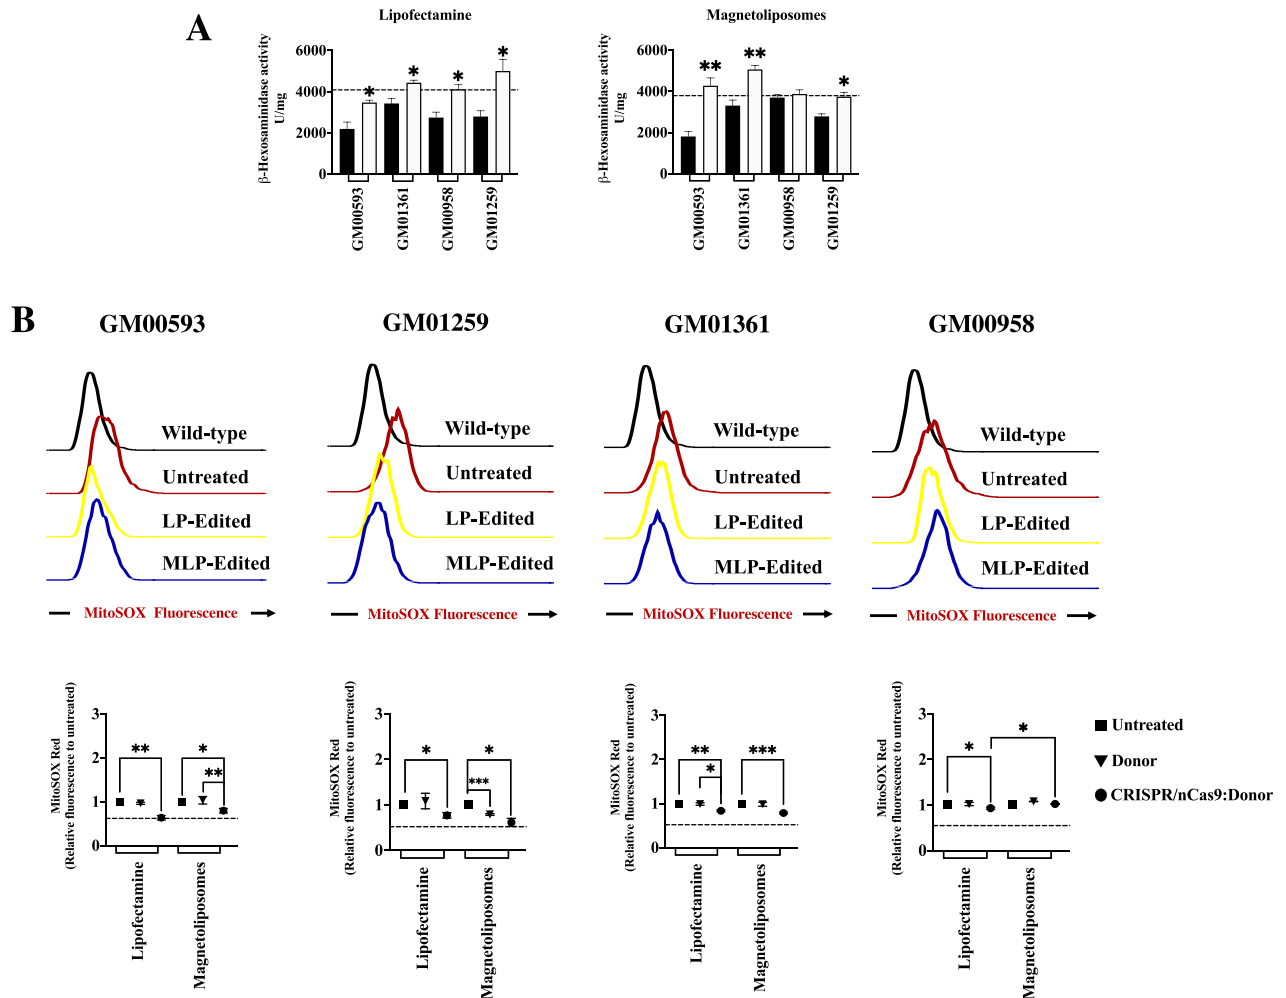 A
Lipofectamine
β-Hexosaminidase activity
U/mg
6000
4000
2000
0
* * * *
GM00593
GM01361
GM00958
GM01259
Magnetoliposomes
β-Hexosaminidase activity
U/mg
6000
4000
2000
0
** ** *
GM00593
GM01361
GM00958
GM01259
B
GM00593
Wild-type
Untreated
LP-Edited
MLP-Edited
MitoSOX Fluorescence
GM01259
Wild-type
Untreated
LP-Edited
MLP-Edited
MitoSOX Fluorescence
GM01361
Wild-type
Untreated
LP-Edited
MLP-Edited
MitoSOX Fluorescence
GM00958
Wild-type
Untreated
LP-Edited
MLP-Edited
MitoSOX Fluorescence
MitoSOX Red
(Relative fluorescence to untreated)
3
2
1
0
** *
**
Lipofectamine
Magnetoliposomes
MitoSOX Red
(Relative fluorescence to untreated)
3
2
1
0
* *
***
Lipofectamine
Magnetoliposomes
MitoSOX Red
(Relative fluorescence to untreated)
3
2
1
0
** ***
*
Lipofectamine
Magnetoliposomes
MitoSOX Red
(Relative fluorescence to untreated)
3
2
1
0
* *
Lipofectamine
Magnetoliposomes
Untreated
Donor
CRISPR/nCas9:Donor